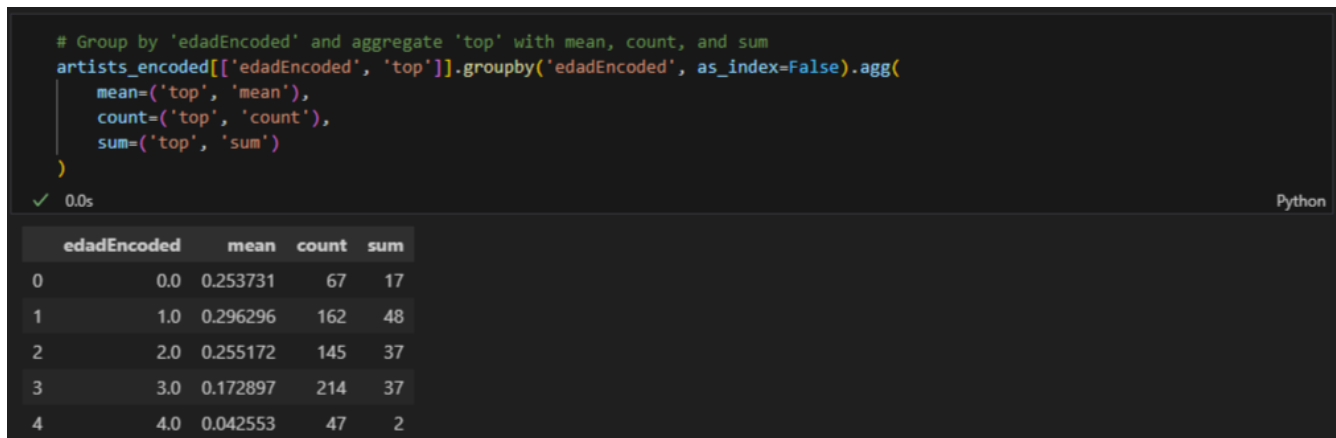 # Group by 'edadEncoded' and aggregate 'top' with mean, count, and sum
artists_encoded[['edadEncoded', 'top']].groupby('edadEncoded', as_index=False).agg(
    mean=('top', 'mean'),
    count=('top', 'count'),
    sum=('top', 'sum')
)
✓ 0.0s Python
edadEncoded mean count sum
0 0.0 0.253731 67 17
1 1.0 0.296296 162 48
2 2.0 0.255172 145 37
3 3.0 0.172897 214 37
4 4.0 0.042553 47 2